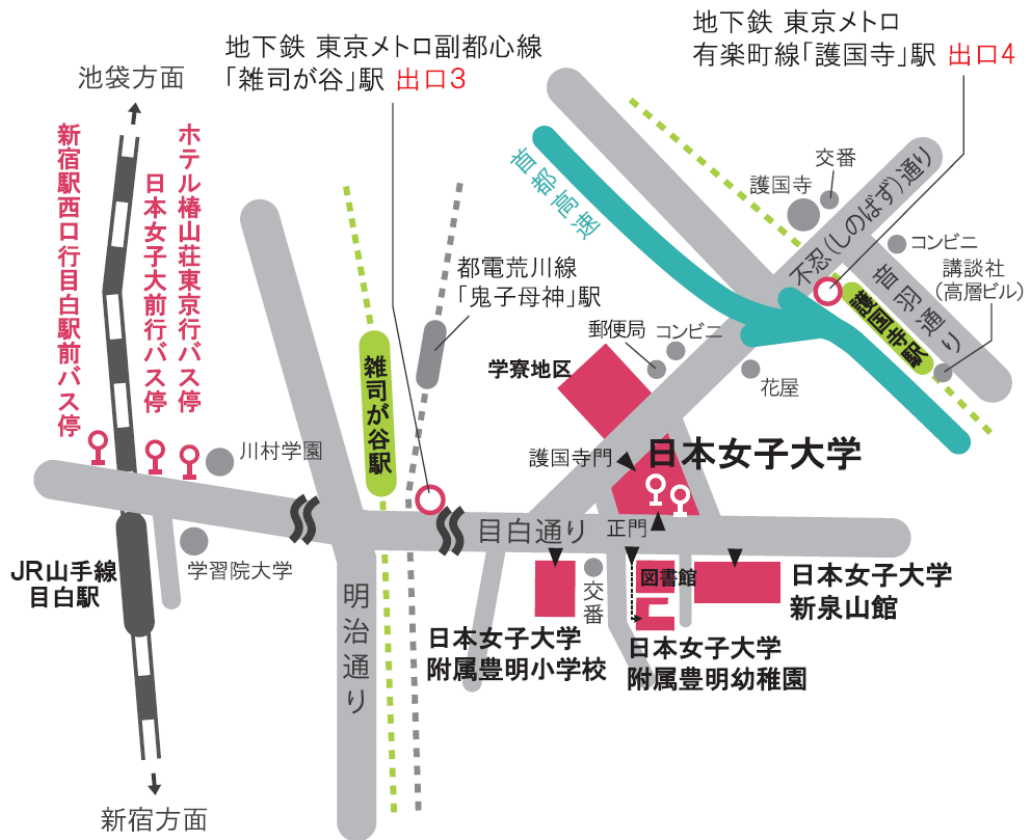 地下鉄 東京メトロ副都心線
「雑司が谷」駅 出口3
地下鉄 東京メトロ
有楽町線「護国寺」駅 出口4
池袋方面
新宿駅西口行目白駅前バス停
日本女子大前行バス停
ホテル椿山荘東京行バス停
首都高速
交番
護国寺
不忍(しのばず)通り
コンビニ
講談社
(高層ビル)
音羽通り
護国寺駅
都電荒川線
「鬼子母神」駅
郵便局
コンビニ
学寮地区
花屋
雑司が谷駅
川村学園
護国寺門
日本女子大学
目白通り
正門
学習院大学
JR山手線
目白駅
明治通り
交番
図書館
日本女子大学
新泉山館
日本女子大学
附属豊明小学校
日本女子大学
附属豊明幼稚園
新宿方面